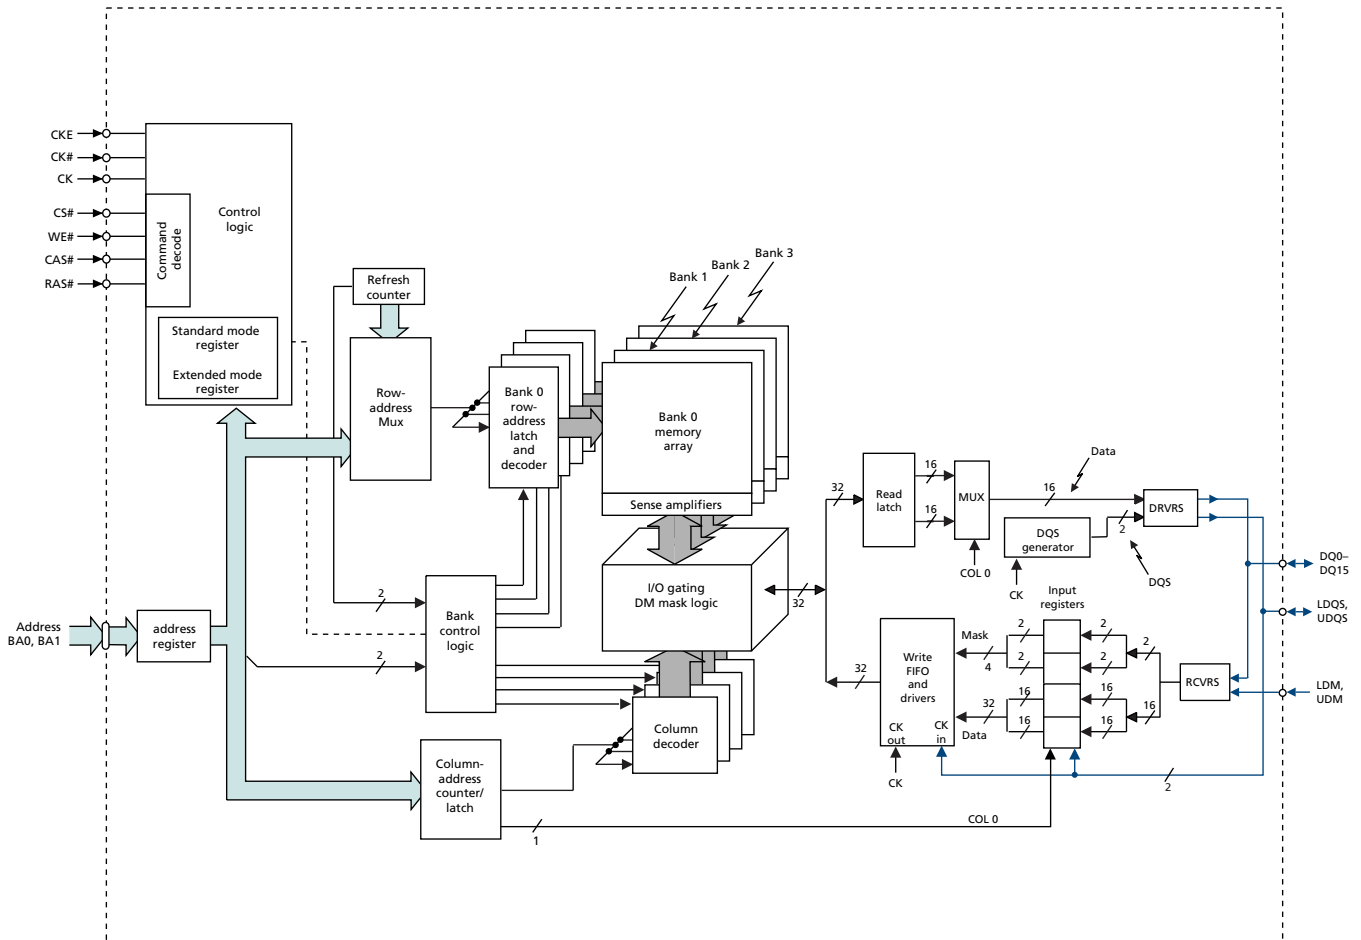 CKE
CK#
CK
CS#
WE#
CAS#
RAS#
Command
decode
Control
logic
Standard mode
register
Extended mode
register
Refresh
counter
Row-
address
Mux
Bank 0
row-
address
latch
and
decoder
Bank 1
Bank 2
Bank 3
Bank 0
memory
array
Sense amplifiers
I/O gating
DM mask logic
32
Address
BA0, BA1
address
register
2
2
Bank
control
logic
Column-
address
counter/
latch
Column
decoder
1
COL 0
32
Read
latch
16
16
MUX
COL 0
16
Data
DQS
generator
CK
2
DQS
DRVRS
DQ0–
DQ15
LDQS,
UDQS
LDM,
UDM
RCVRS
Input
registers
32
Write
FIFO
and
drivers
CK
out
CK
in
CK
Mask
4
32
Data
2
2
16
16
2
2
16
16
2
16
2